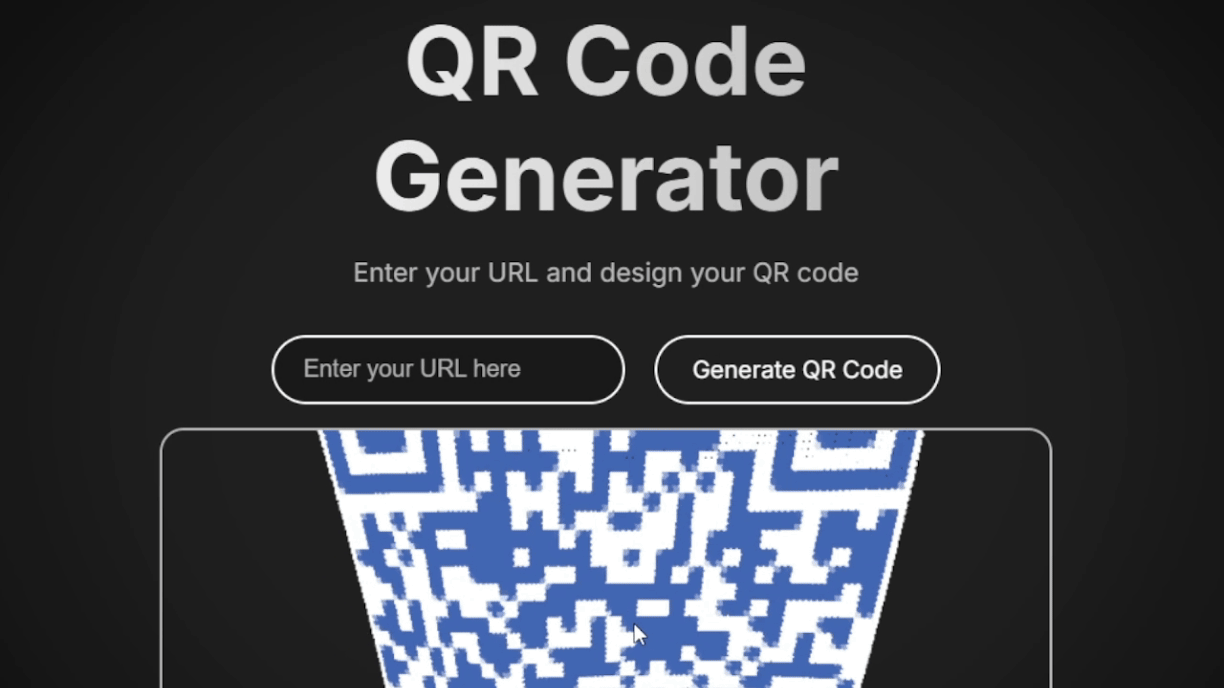 QR Code
Generator
Enter your URL and design your QR code
Enter your URL here
Generate QR Code